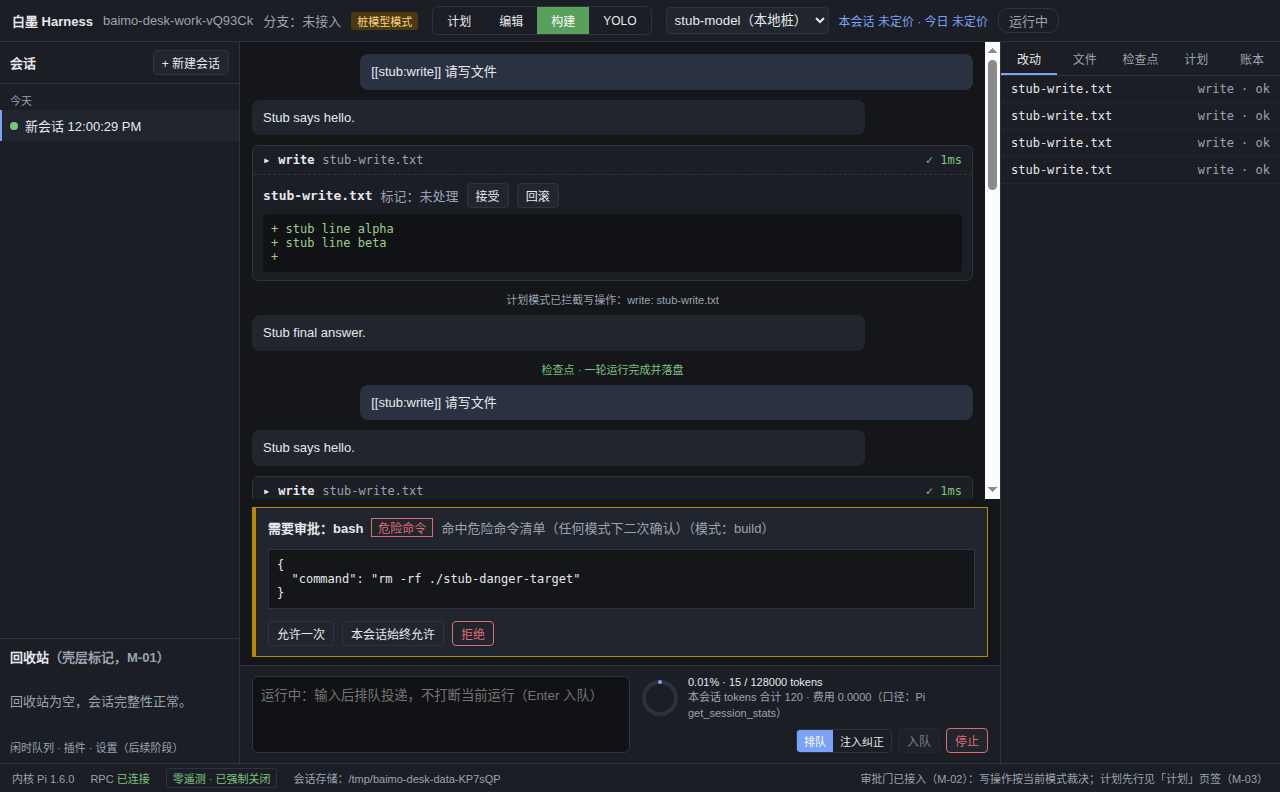 白墨 Harness baimo-desk-work-vQ93Ck 分支：未接入 桩模型模式 计划 编辑 构建 YOLO stub-model（本地桩） 本会话 未定价 · 今日 未定价 运行中
会话 + 新建会话
今天
新会话 12:00:29 PM
回收站（壳层标记，M-01）
回收站为空，会话完整性正常。
闲时队列 · 插件 · 设置（后续阶段）
[[stub:write]] 请写文件
Stub says hello.
▸ write stub-write.txt ✓ 1ms
stub-write.txt 标记：未处理 接受 回滚
+ stub line alpha
+ stub line beta
+
计划模式已拦截写操作：write: stub-write.txt
Stub final answer.
检查点 · 一轮运行完成并落盘
[[stub:write]] 请写文件
Stub says hello.
▸ write stub-write.txt ✓ 1ms
需要审批：bash 危险命令 命中危险命令清单（任何模式下二次确认）（模式：build）
{
"command": "rm -rf ./stub-danger-target"
}
允许一次 本会话始终允许 拒绝
运行中：输入后排队投递，不打断当前运行（Enter 入队）
0.01% · 15 / 128000 tokens
本会话 tokens 合计 120 · 费用 0.0000（口径：Pi
get_session_stats）
排队 注入纠正 入队 停止
改动 文件 检查点 计划 账本
stub-write.txt write · ok
stub-write.txt write · ok
stub-write.txt write · ok
stub-write.txt write · ok
内核 Pi 1.6.0 RPC 已连接 零遥测 · 已强制关闭 会话存储：/tmp/baimo-desk-data-KP7sQP 审批门已接入（M-02）：写操作按当前模式裁决；计划先行见「计划」页签（M-03）